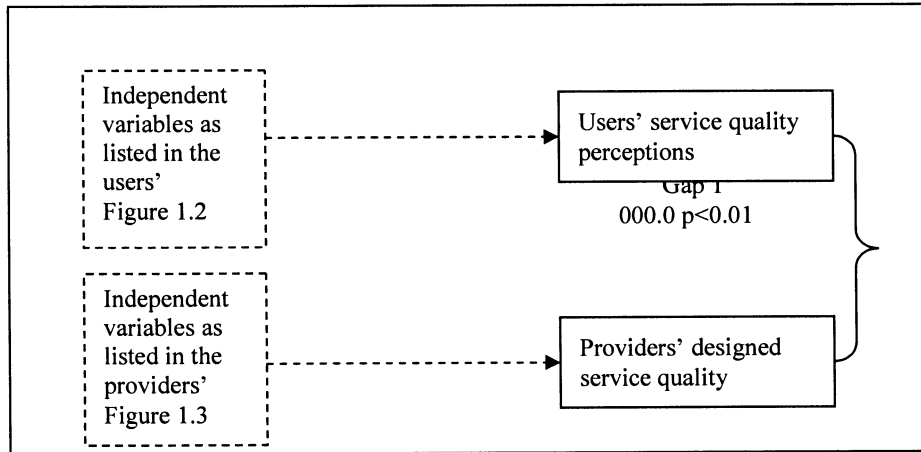 Independent
variables as
listed in the
users'
Figure 1.2
Users' service quality
perceptions
Gap 1
000.0 p<0.01
Independent
variables as
listed in the
providers'
Figure 1.3
Providers' designed
service quality